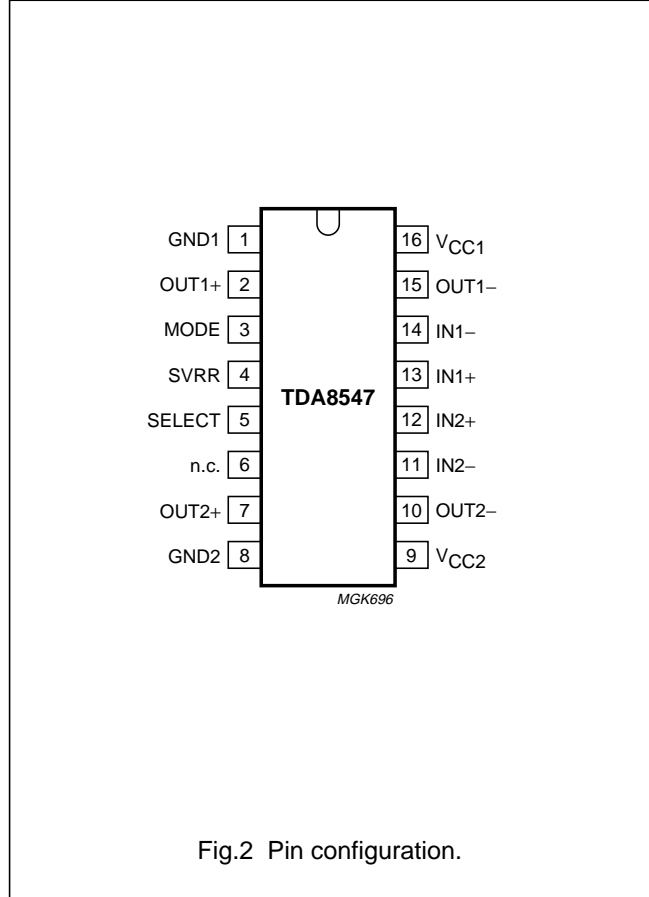 GND1 1 16 VCC1
OUT1+ 2 15 OUT1−
MODE 3 14 IN1−
SVRR 4 13 IN1+
TDA8547
SELECT 5 12 IN2+
n.c. 6 11 IN2−
OUT2+ 7 10 OUT2−
GND2 8 9 VCC2
MGK696
Fig.2 Pin configuration.